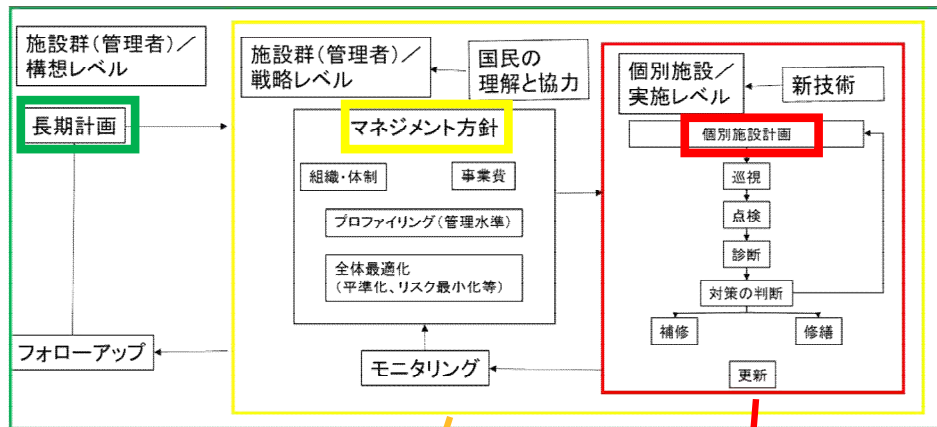 施設群(管理者)/
構想レベル
長期計画
フォローアップ
施設群(管理者)/
戦略レベル
国民の
理解と協力
マネジメント方針
組織・体制
事業費
プロファイリング(管理水準)
全体最適化
(平準化、リスク最小化等)
モニタリング
個別施設/
実施レベル
新技術
個別施設計画
巡視
点検
診断
対策の判断
補修
修繕
更新